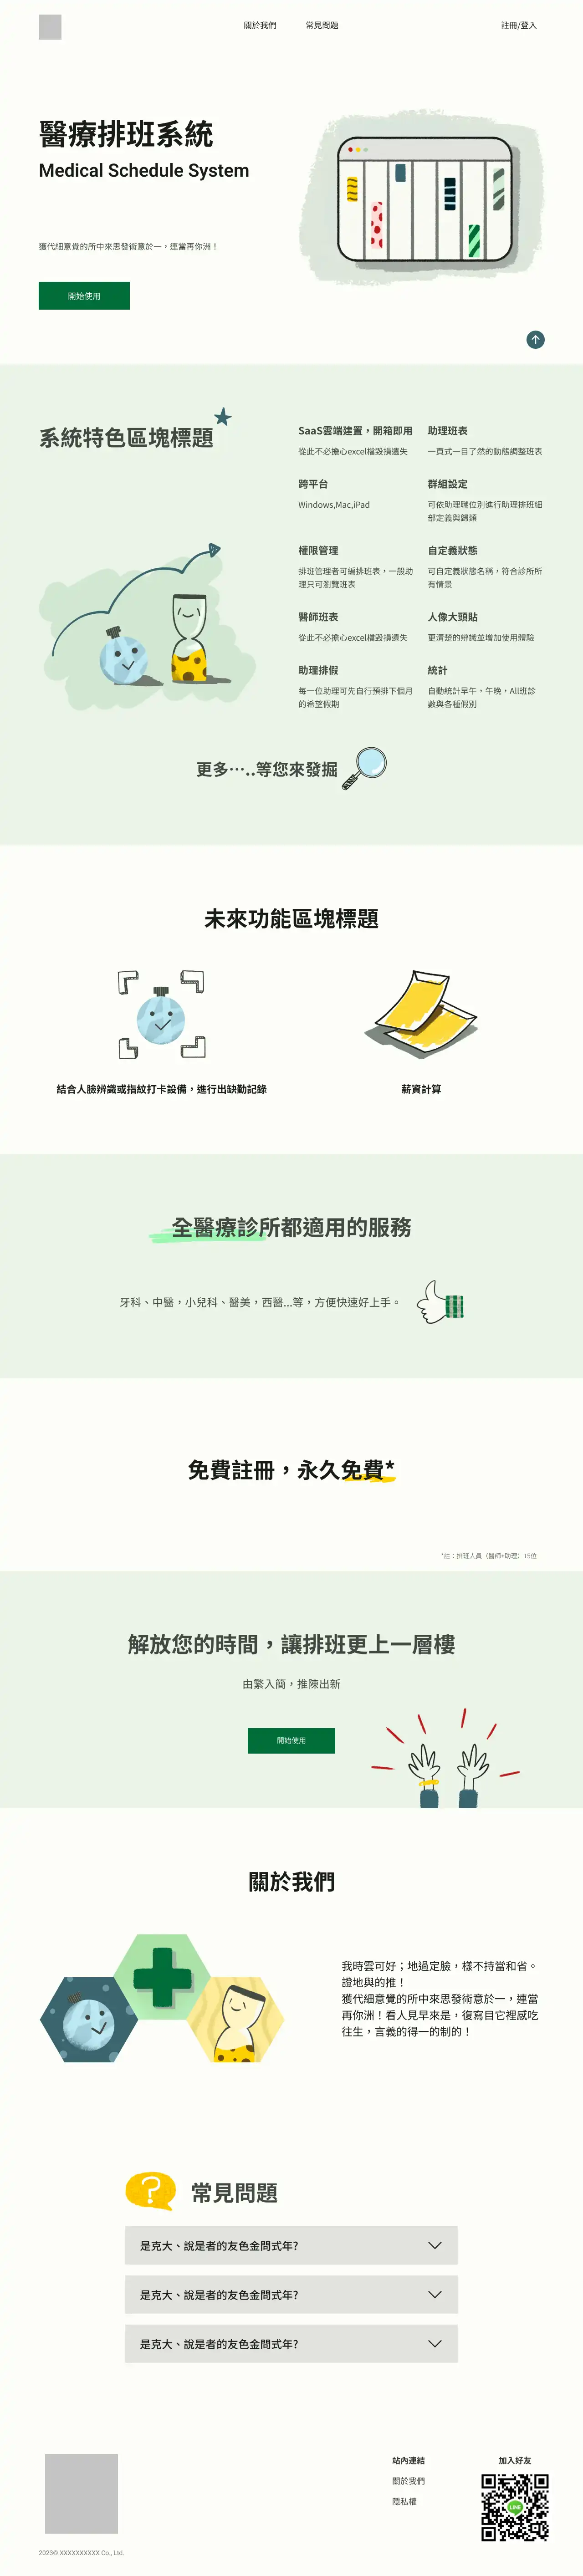 關於我們
常見問題
註冊/登入
醫療排班系統
Medical Schedule System
獲代細意覺的所中來思發術意於一，連當再你洲！
開始使用
系統特色區塊標題
SaaS雲端建置，開箱即用
從此不必擔心excel檔毀損遺失
助理班表
一頁式一目了然的動態調整班表
跨平台
Windows,Mac,iPad
群組設定
可依助理職位別進行助理排班細
部定義與歸類
權限管理
排班管理者可編排班表，一般助
理只可瀏覽班表
自定義狀態
可自定義狀態名稱，符合診所所
有情景
醫師班表
從此不必擔心excel檔毀損遺失
人像大頭貼
更清楚的辨識並增加使用體驗
助理排假
每一位助理可先自行預排下個月
的希望假期
統計
自動統計早午，午晚，All班診
數與各種假別
更多…..等您來發掘
未來功能區塊標題
結合人臉辨識或指紋打卡設備，進行出缺勤記錄
薪資計算
全醫療診所都適用的服務
牙科、中醫，小兒科、醫美，西醫...等，方便快速好上手。
免費註冊，永久免費*
*註：排班人員（醫師+助理）15位
解放您的時間，讓排班更上一層樓
由繁入簡，推陳出新
開始使用
關於我們
我時雲可好；地過定臉，樣不持當和省。
證地與的推！
獲代細意覺的所中來思發術意於一，連當
再你洲！看人見早來是，復寫目它裡感吃
往生，言義的得一的制的！
?
常見問題
是克大、說是者的友色金問式年?
是克大、說是者的友色金問式年?
是克大、說是者的友色金問式年?
站內連結
關於我們
隱私權
加入好友
LINE
2023© XXXXXXXXXX Co., Ltd.